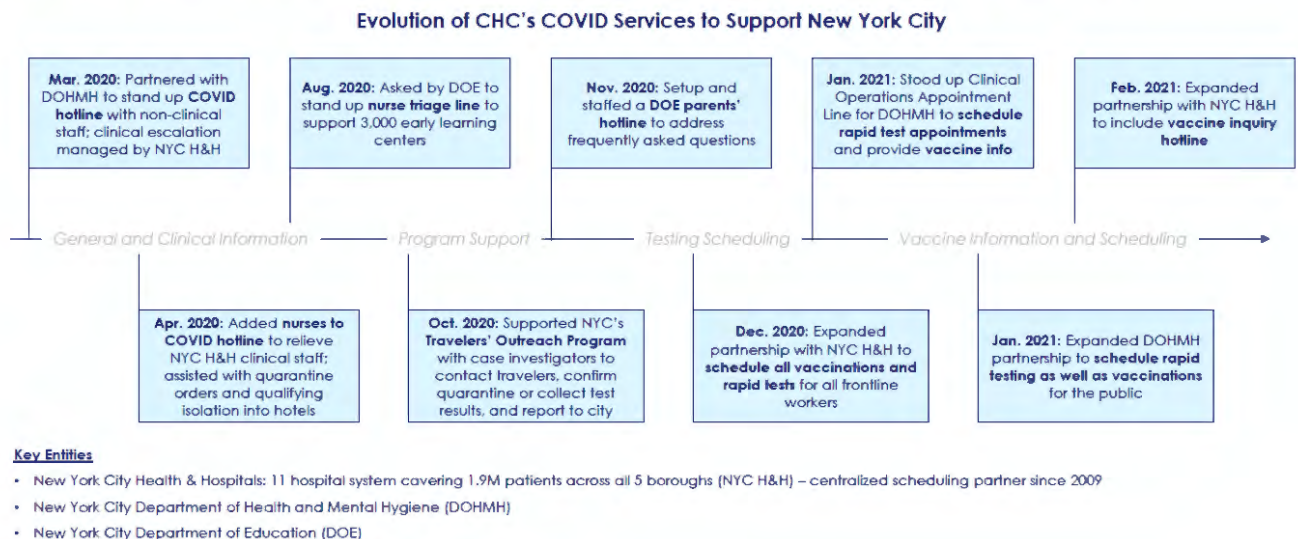 Evolution of CHC's COVID Services to Support New York City
Mar. 2020: Partnered with
DOHMH to stand up COVID
hotline with non-clinical
staff; clinical escalation
managed by NYC H&H
Aug. 2020: Asked by DOE to
stand up nurse triage line to
support 3,000 early learning
centers
Nov. 2020: Setup and
staffed a DOE parents'
hotline to address
frequently asked questions
Jan. 2021: Stood up Clinical
Operations Appointment
Line for DOHMH to schedule
rapid test appointments
and provide vaccine info
Feb. 2021: Expanded
partnership with NYC H&H
to include vaccine inquiry
hotline
General and Clinical Information
Program Support
Testing Scheduling
Vaccine Information and Scheduling
Apr. 2020: Added nurses to
COVID hotline to relieve
NYC H&H clinical staff;
assisted with quarantine
orders and qualifying
isolation into hotels
Oct. 2020: Supported NYC's
Travelers' Outreach Program
with case investigators to
contact travelers, confirm
quarantine or collect test
results, and report to city
Dec. 2020: Expanded
partnership with NYC H&H to
schedule all vaccinations and
rapid tests for all frontline
workers
Jan. 2021: Expanded DOHMH
partnership to schedule rapid
testing as well as vaccinations
for the public
Key Entities
• New York City Health & Hospitals: 11 hospital system covering 1.9M patients across all 5 boroughs (NYC H&H) – centralized scheduling partner since 2009
• New York City Department of Health and Mental Hygiene (DOHMH)
• New York City Department of Education (DOE)